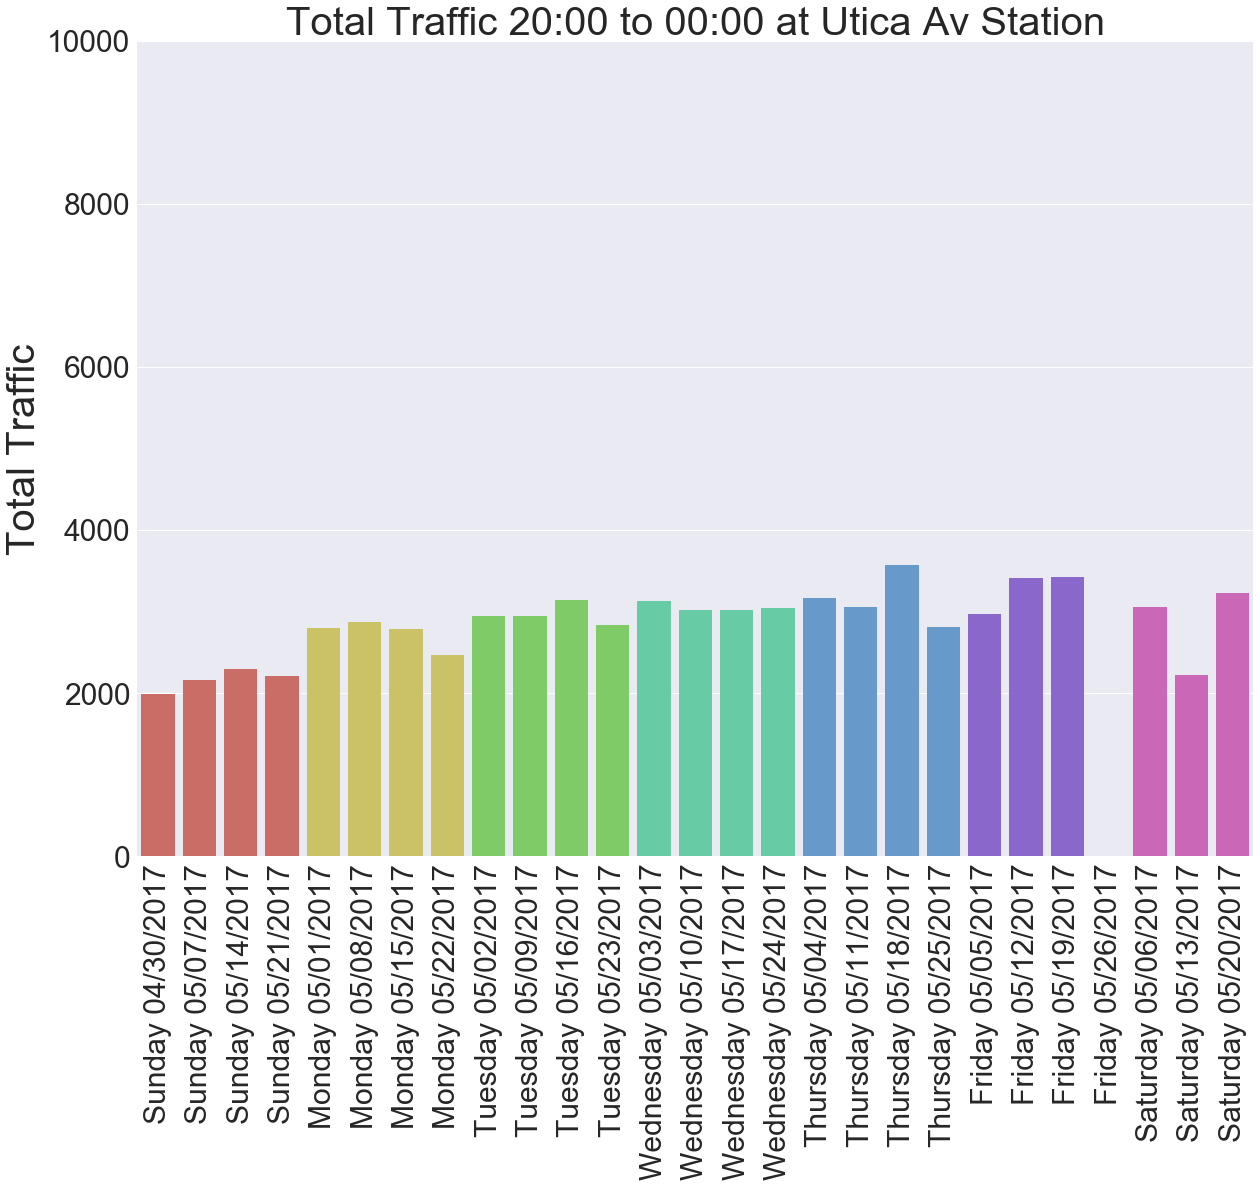 Total Traffic 20:00 to 00:00 at Utica Av Station
10000
8000
6000
4000
2000
0
Total Traffic
Sunday 04/30/2017
Sunday 05/07/2017
Sunday 05/14/2017
Sunday 05/21/2017
Monday 05/01/2017
Monday 05/08/2017
Monday 05/15/2017
Monday 05/22/2017
Tuesday 05/02/2017
Tuesday 05/09/2017
Tuesday 05/16/2017
Tuesday 05/23/2017
Wednesday 05/03/2017
Wednesday 05/10/2017
Wednesday 05/17/2017
Wednesday 05/24/2017
Thursday 05/04/2017
Thursday 05/11/2017
Thursday 05/18/2017
Thursday 05/25/2017
Friday 05/05/2017
Friday 05/12/2017
Friday 05/19/2017
Friday 05/26/2017
Saturday 05/06/2017
Saturday 05/13/2017
Saturday 05/20/2017